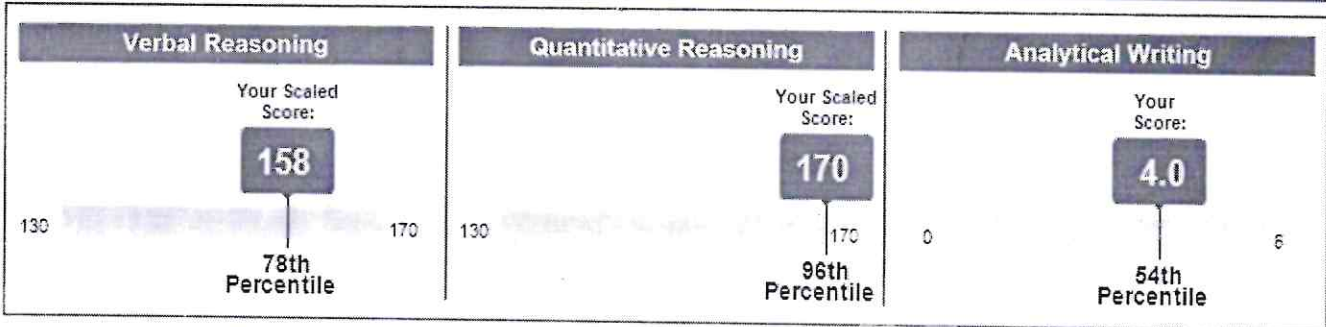 Verbal Reasoning
Your Scaled
Score:
158
130
170
78th
Percentile
Quantitative Reasoning
Your Scaled
Score:
170
130
170
96th
Percentile
Analytical Writing
Your
Score:
4.0
0
6
54th
Percentile